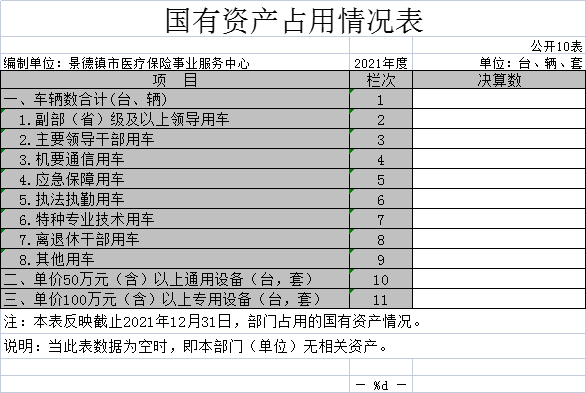 国有资产占用情况表
公开10表
编制单位：景德镇市医疗保险事业服务中心 2021年度 单位：台、辆、套
项 目 栏次 决算数
一、车辆数合计(台、辆) 1
1.副部（省）级及以上领导用车 2
2.主要领导干部用车 3
3.机要通信用车 4
4.应急保障用车 5
5.执法执勤用车 6
6.特种专业技术用车 7
7.离退休干部用车 8
8.其他用车 9
二、单价50万元（含）以上通用设备（台，套） 10
三、单价100万元（含）以上专用设备（台，套） 11
注：本表反映截止2021年12月31日，部门占用的国有资产情况。
说明：当此表数据为空时，即本部门（单位）无相关资产。
— %d —